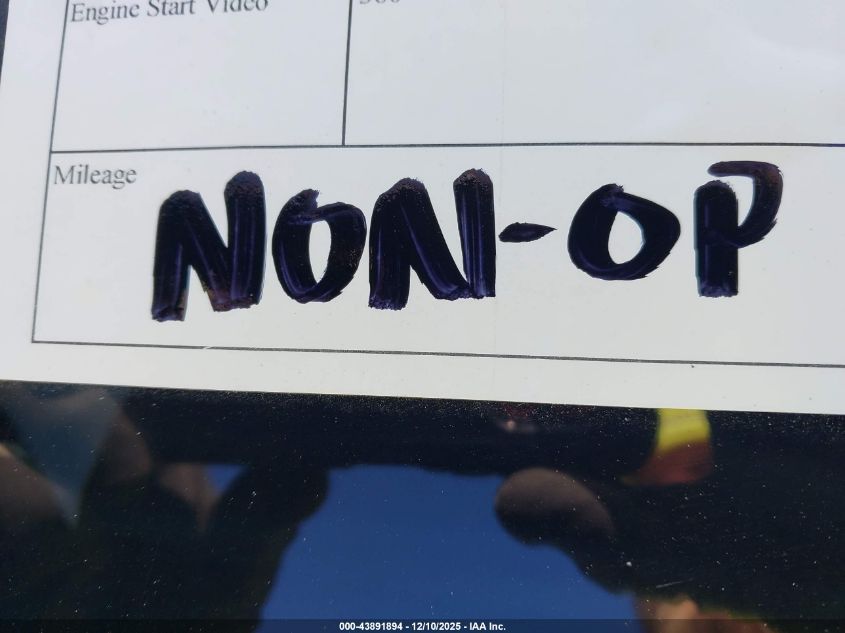 Engine Start Video
Mileage NON-OP
000-43891894 - 12/10/2025 - IAA Inc.